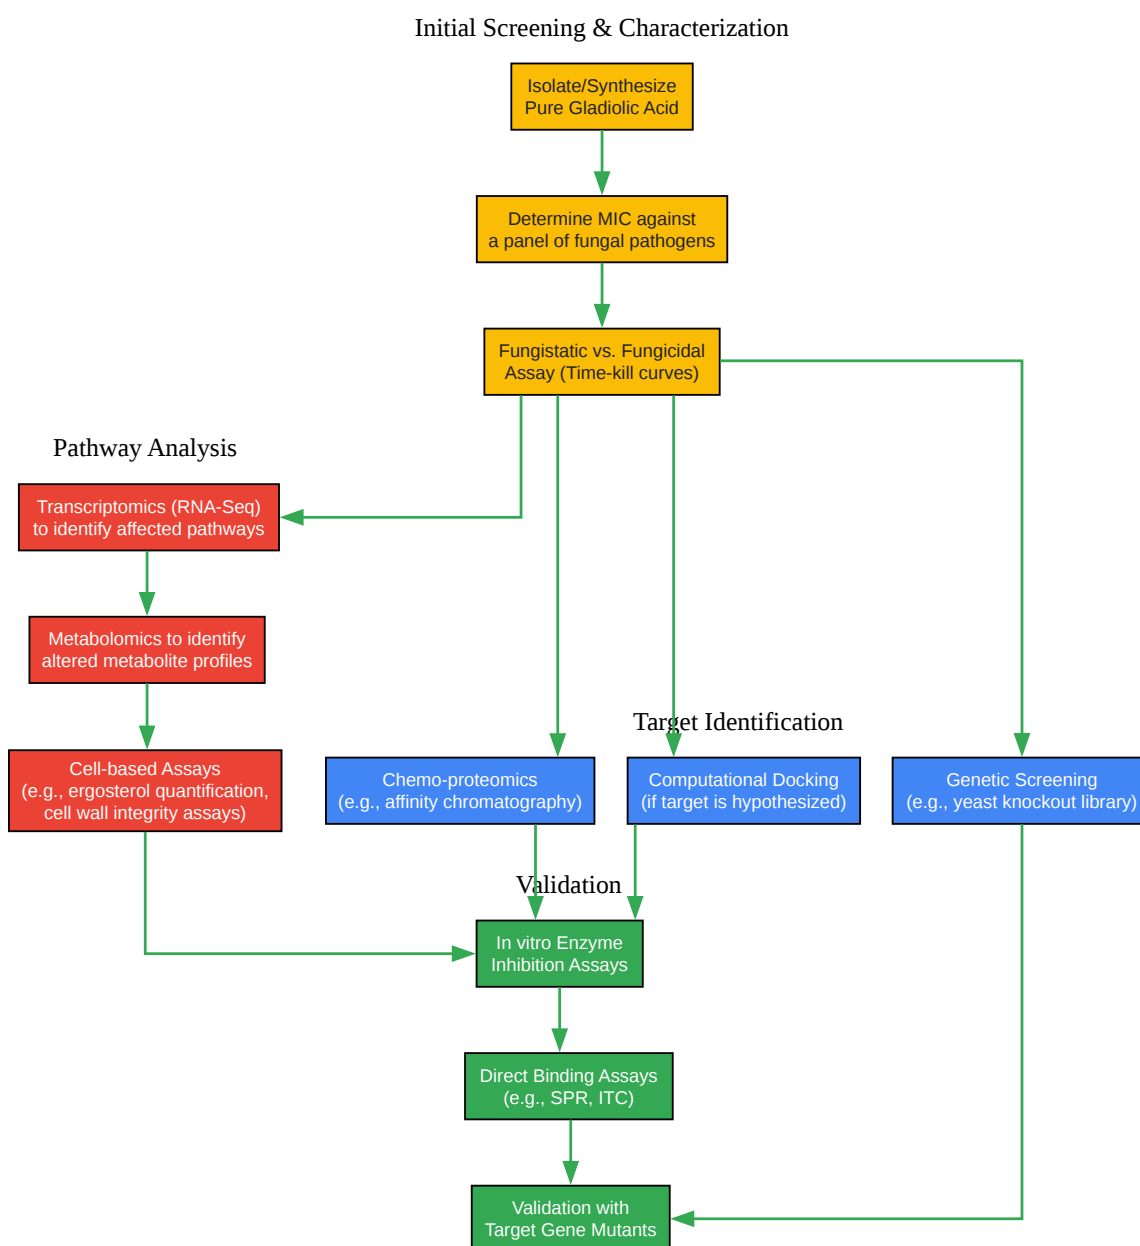 Initial Screening & Characterization
Isolate/Synthesize
Pure Gladiolic Acid
Determine MIC against
a panel of fungal pathogens
Fungistatic vs. Fungicidal
Assay (Time-kill curves)
Pathway Analysis
Transcriptomics (RNA-Seq)
to identify affected pathways
Metabolomics to identify
altered metabolite profiles
Cell-based Assays
(e.g., ergosterol quantification,
cell wall integrity assays)
Target Identification
Chemo-proteomics
(e.g., affinity chromatography)
Computational Docking
(if target is hypothesized)
Genetic Screening
(e.g., yeast knockout library)
Validation
In vitro Enzyme
Inhibition Assays
Direct Binding Assays
(e.g., SPR, ITC)
Validation with
Target Gene Mutants